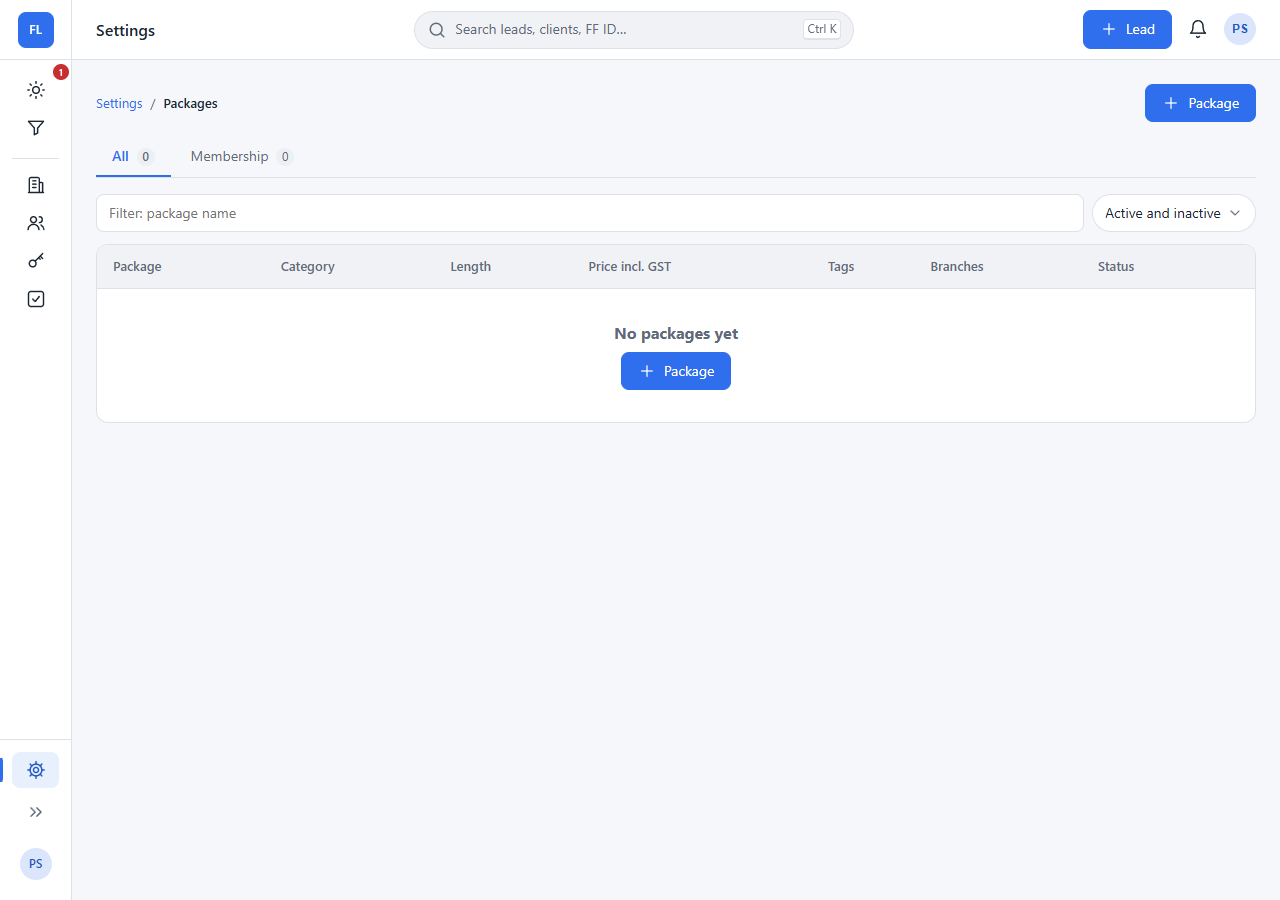 FL
Settings
Search leads, clients, FF ID...
Ctrl K
Lead
PS
1
Settings / Packages
Package
All 0
Membership 0
Filter: package name
Active and inactive
Package Category Length Price incl. GST Tags Branches Status
No packages yet
Package
PS